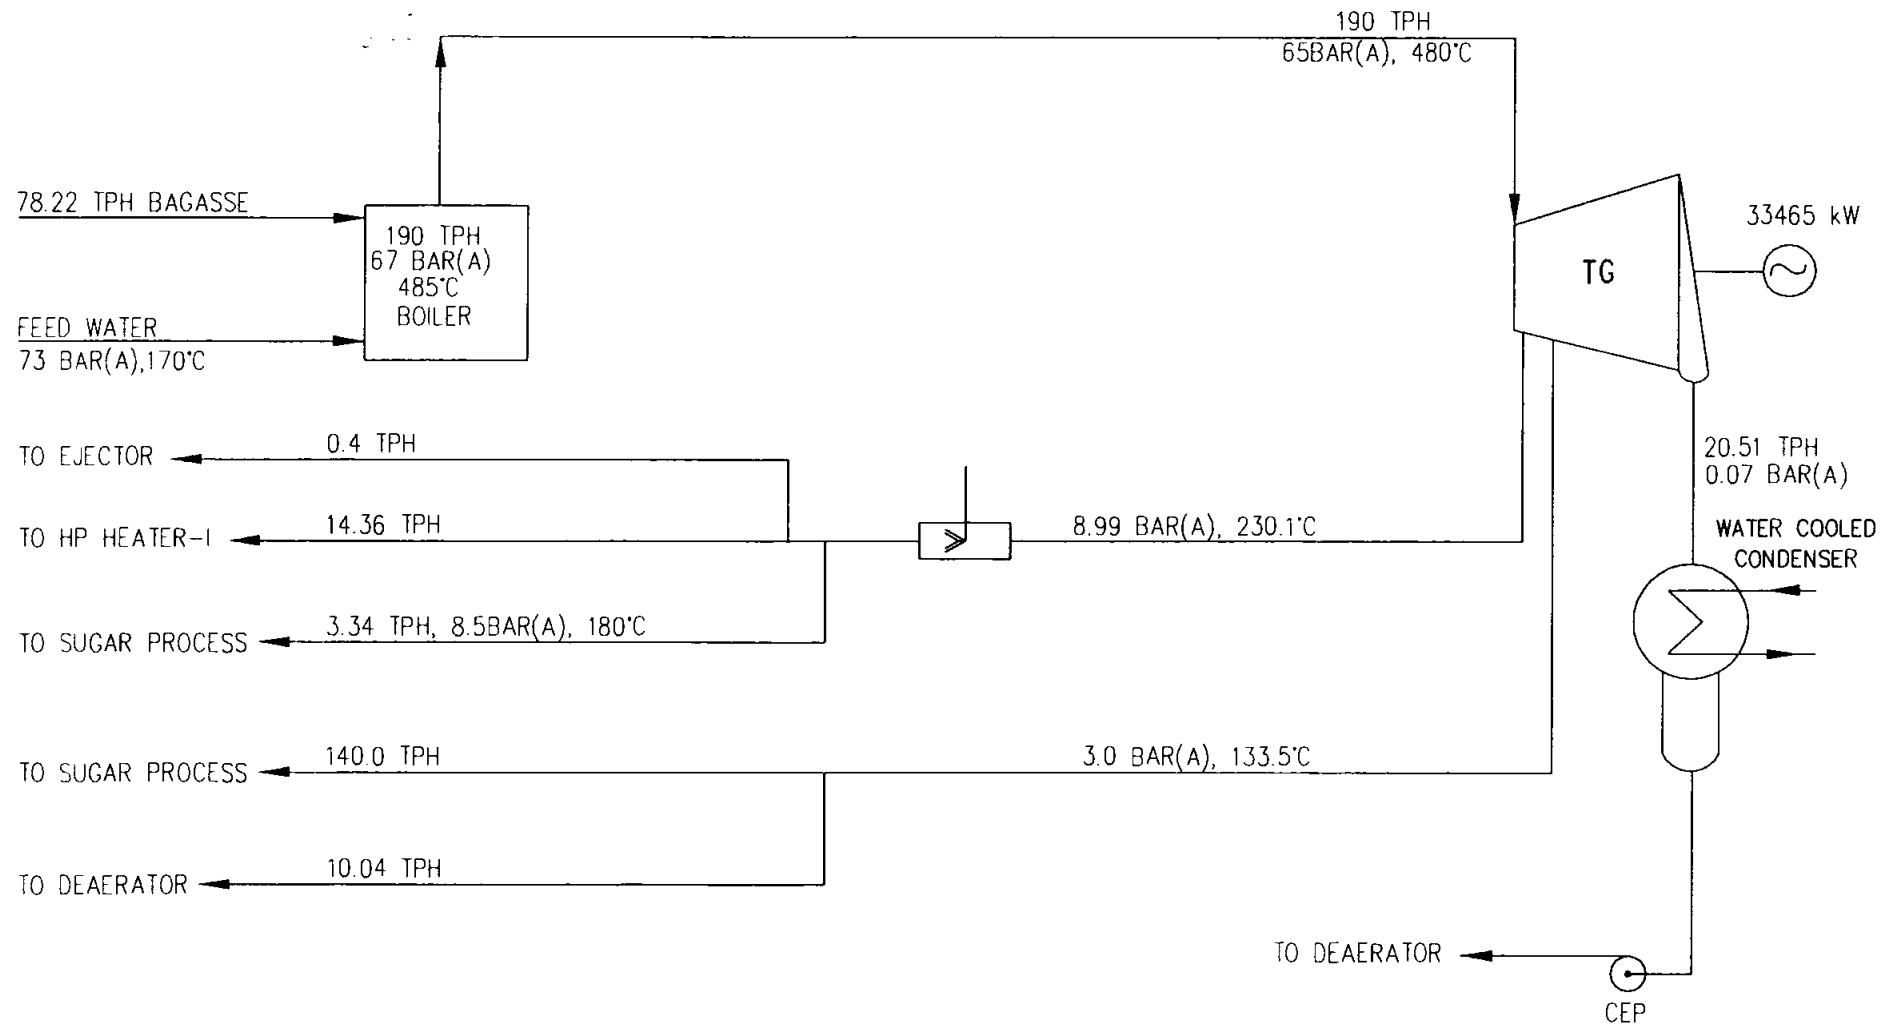 190 TPH
65BAR(A), 480°C
78.22 TPH BAGASSE
190 TPH
67 BAR(A)
485°C
BOILER
FEED WATER
73 BAR(A),170°C
33465 kW
TG
TO EJECTOR
0.4 TPH
20.51 TPH
0.07 BAR(A)
TO HP HEATER-1
14.36 TPH
8.99 BAR(A), 230.1°C
WATER COOLED
CONDENSER
TO SUGAR PROCESS
3.34 TPH, 8.5BAR(A), 180°C
TO SUGAR PROCESS
140.0 TPH
3.0 BAR(A), 133.5°C
TO DEAERATOR
10.04 TPH
TO DEAERATOR
CEP